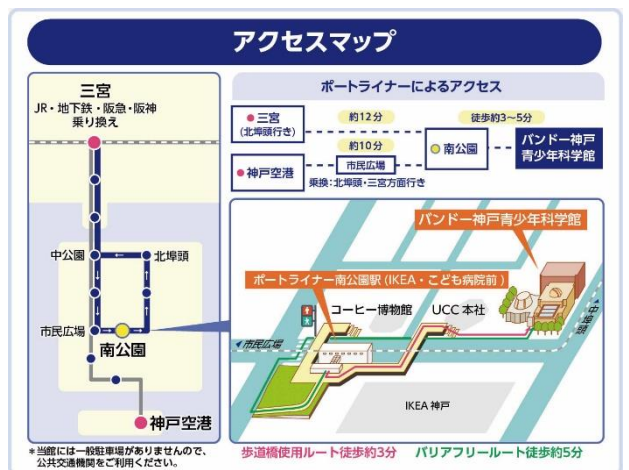 アクセスマップ
三宮
JR・地下鉄・阪急・阪神
乗り換え
中公園
北埠頭
市民広場
南公園
神戸空港
*当館には一般駐車場がありませんので、
公共交通機関をご利用ください。
ポートライナーによるアクセス
三宮
(北埠頭行き)
約12分
徒歩約3〜5分
神戸空港
約10分
市民広場
乗換:北埠頭・三宮方面行き
南公園
バンドー神戸
青少年科学館
バンドー神戸青少年科学館
ポートライナー南公園駅(IKEA・こども病院前)
コーヒー博物館
UCC本社
市民広場
中埠頭
IKEA 神戸
歩道橋使用ルート徒歩約3分
バリアフリールート徒歩約5分